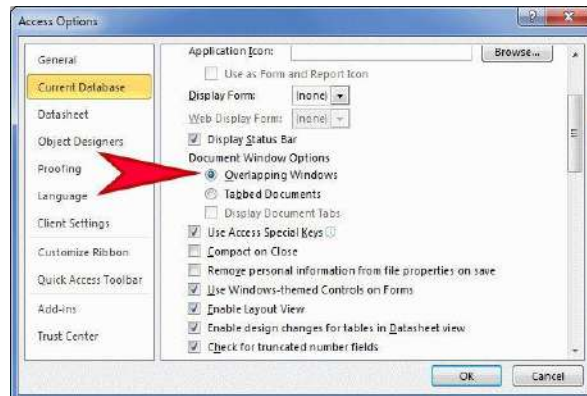 Access Options
General
Current Database
Datasheet
Object Designers
Proofing
Language
Client Settings
Customize Ribbon
Quick Access Toolbar
Add-ins
Trust Center
Application Icon:
Browse...
Use as Form and Report Icon
Display Form: (none)
Web Display Form: (none)
Display Status Bar
Document Window Options
Overlapping Windows
Tabbed Documents
Display Document Tabs
Use Access Special Keys
Compact on Close
Remove personal information from file properties on save
Use Windows-themed Controls on Forms
Enable Layout View
Enable design changes for tables in Datasheet view
Check for truncated number fields
OK Cancel